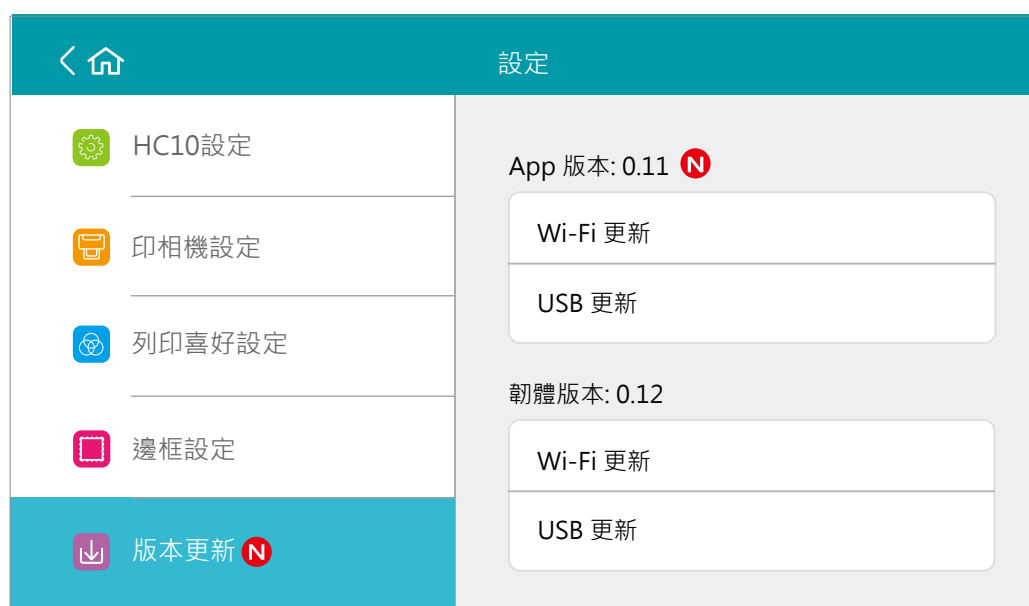 設定
HC10設定
印相機設定
列印喜好設定
邊框設定
版本更新 N
App 版本: 0.11 N
Wi-Fi 更新
USB 更新
韌體版本: 0.12
Wi-Fi 更新
USB 更新